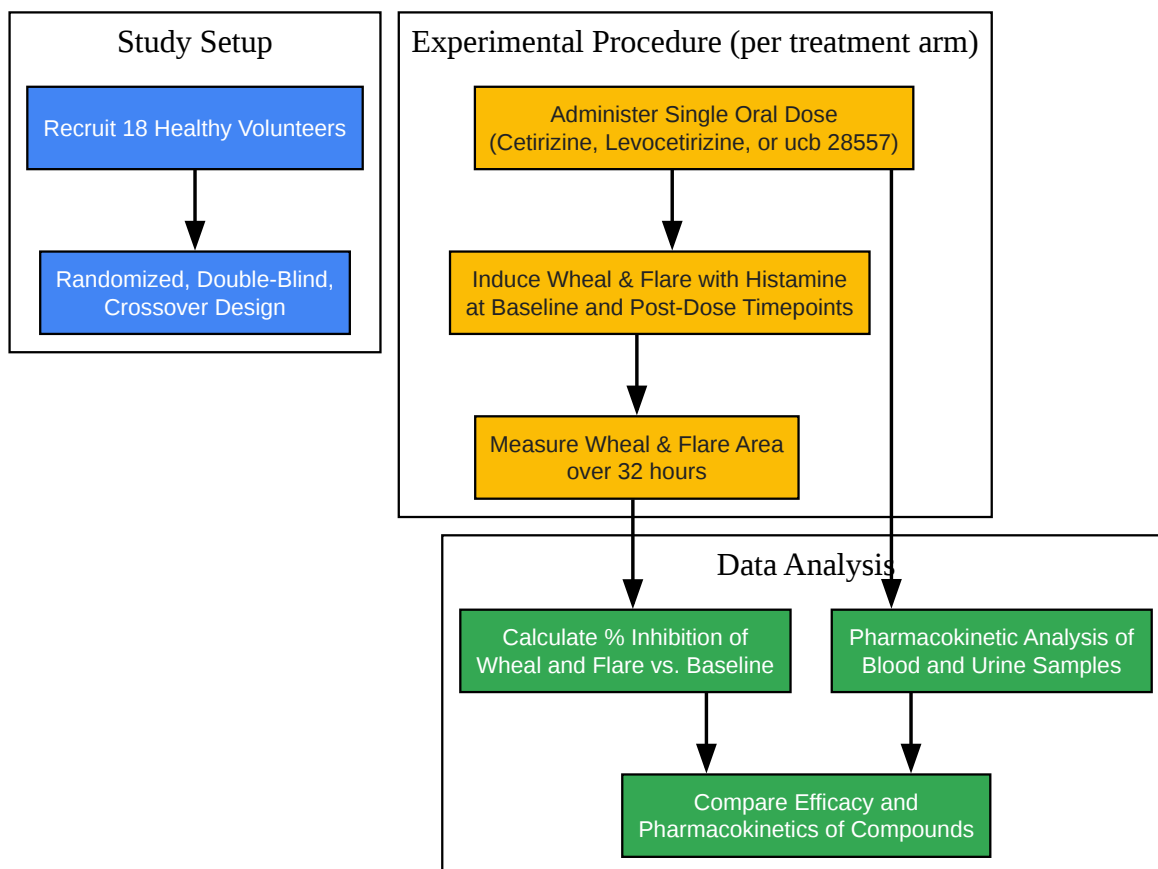 Study Setup
Recruit 18 Healthy Volunteers
Randomized, Double-Blind,
Crossover Design
Experimental Procedure (per treatment arm)
Administer Single Oral Dose
(Cetirizine, Levocetirizine, or ucb 28557)
Induce Wheal & Flare with Histamine
at Baseline and Post-Dose Timepoints
Measure Wheal & Flare Area
over 32 hours
Data Analysis
Calculate % Inhibition of
Wheal and Flare vs. Baseline
Pharmacokinetic Analysis of
Blood and Urine Samples
Compare Efficacy and
Pharmacokinetics of Compounds